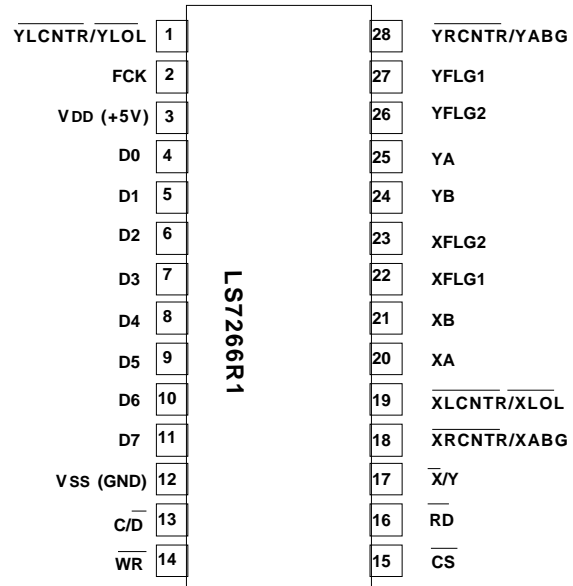 YLCNTR/YLOL 1 28 YRCNTR/YABG
FCK 2 27 YFLG1
VDD (+5V) 3 26 YFLG2
D0 4 25 YA
D1 5 24 YB
D2 6 23 XFLG2
D3 7 22 XFLG1
D4 8 21 XB
D5 9 20 XA
D6 10 19 XLCNTR/XLOL
D7 11 18 XRCNTR/XABG
VSS (GND) 12 17 X/Y
C/D 13 16 RD
WR 14 15 CS
LS7266R1